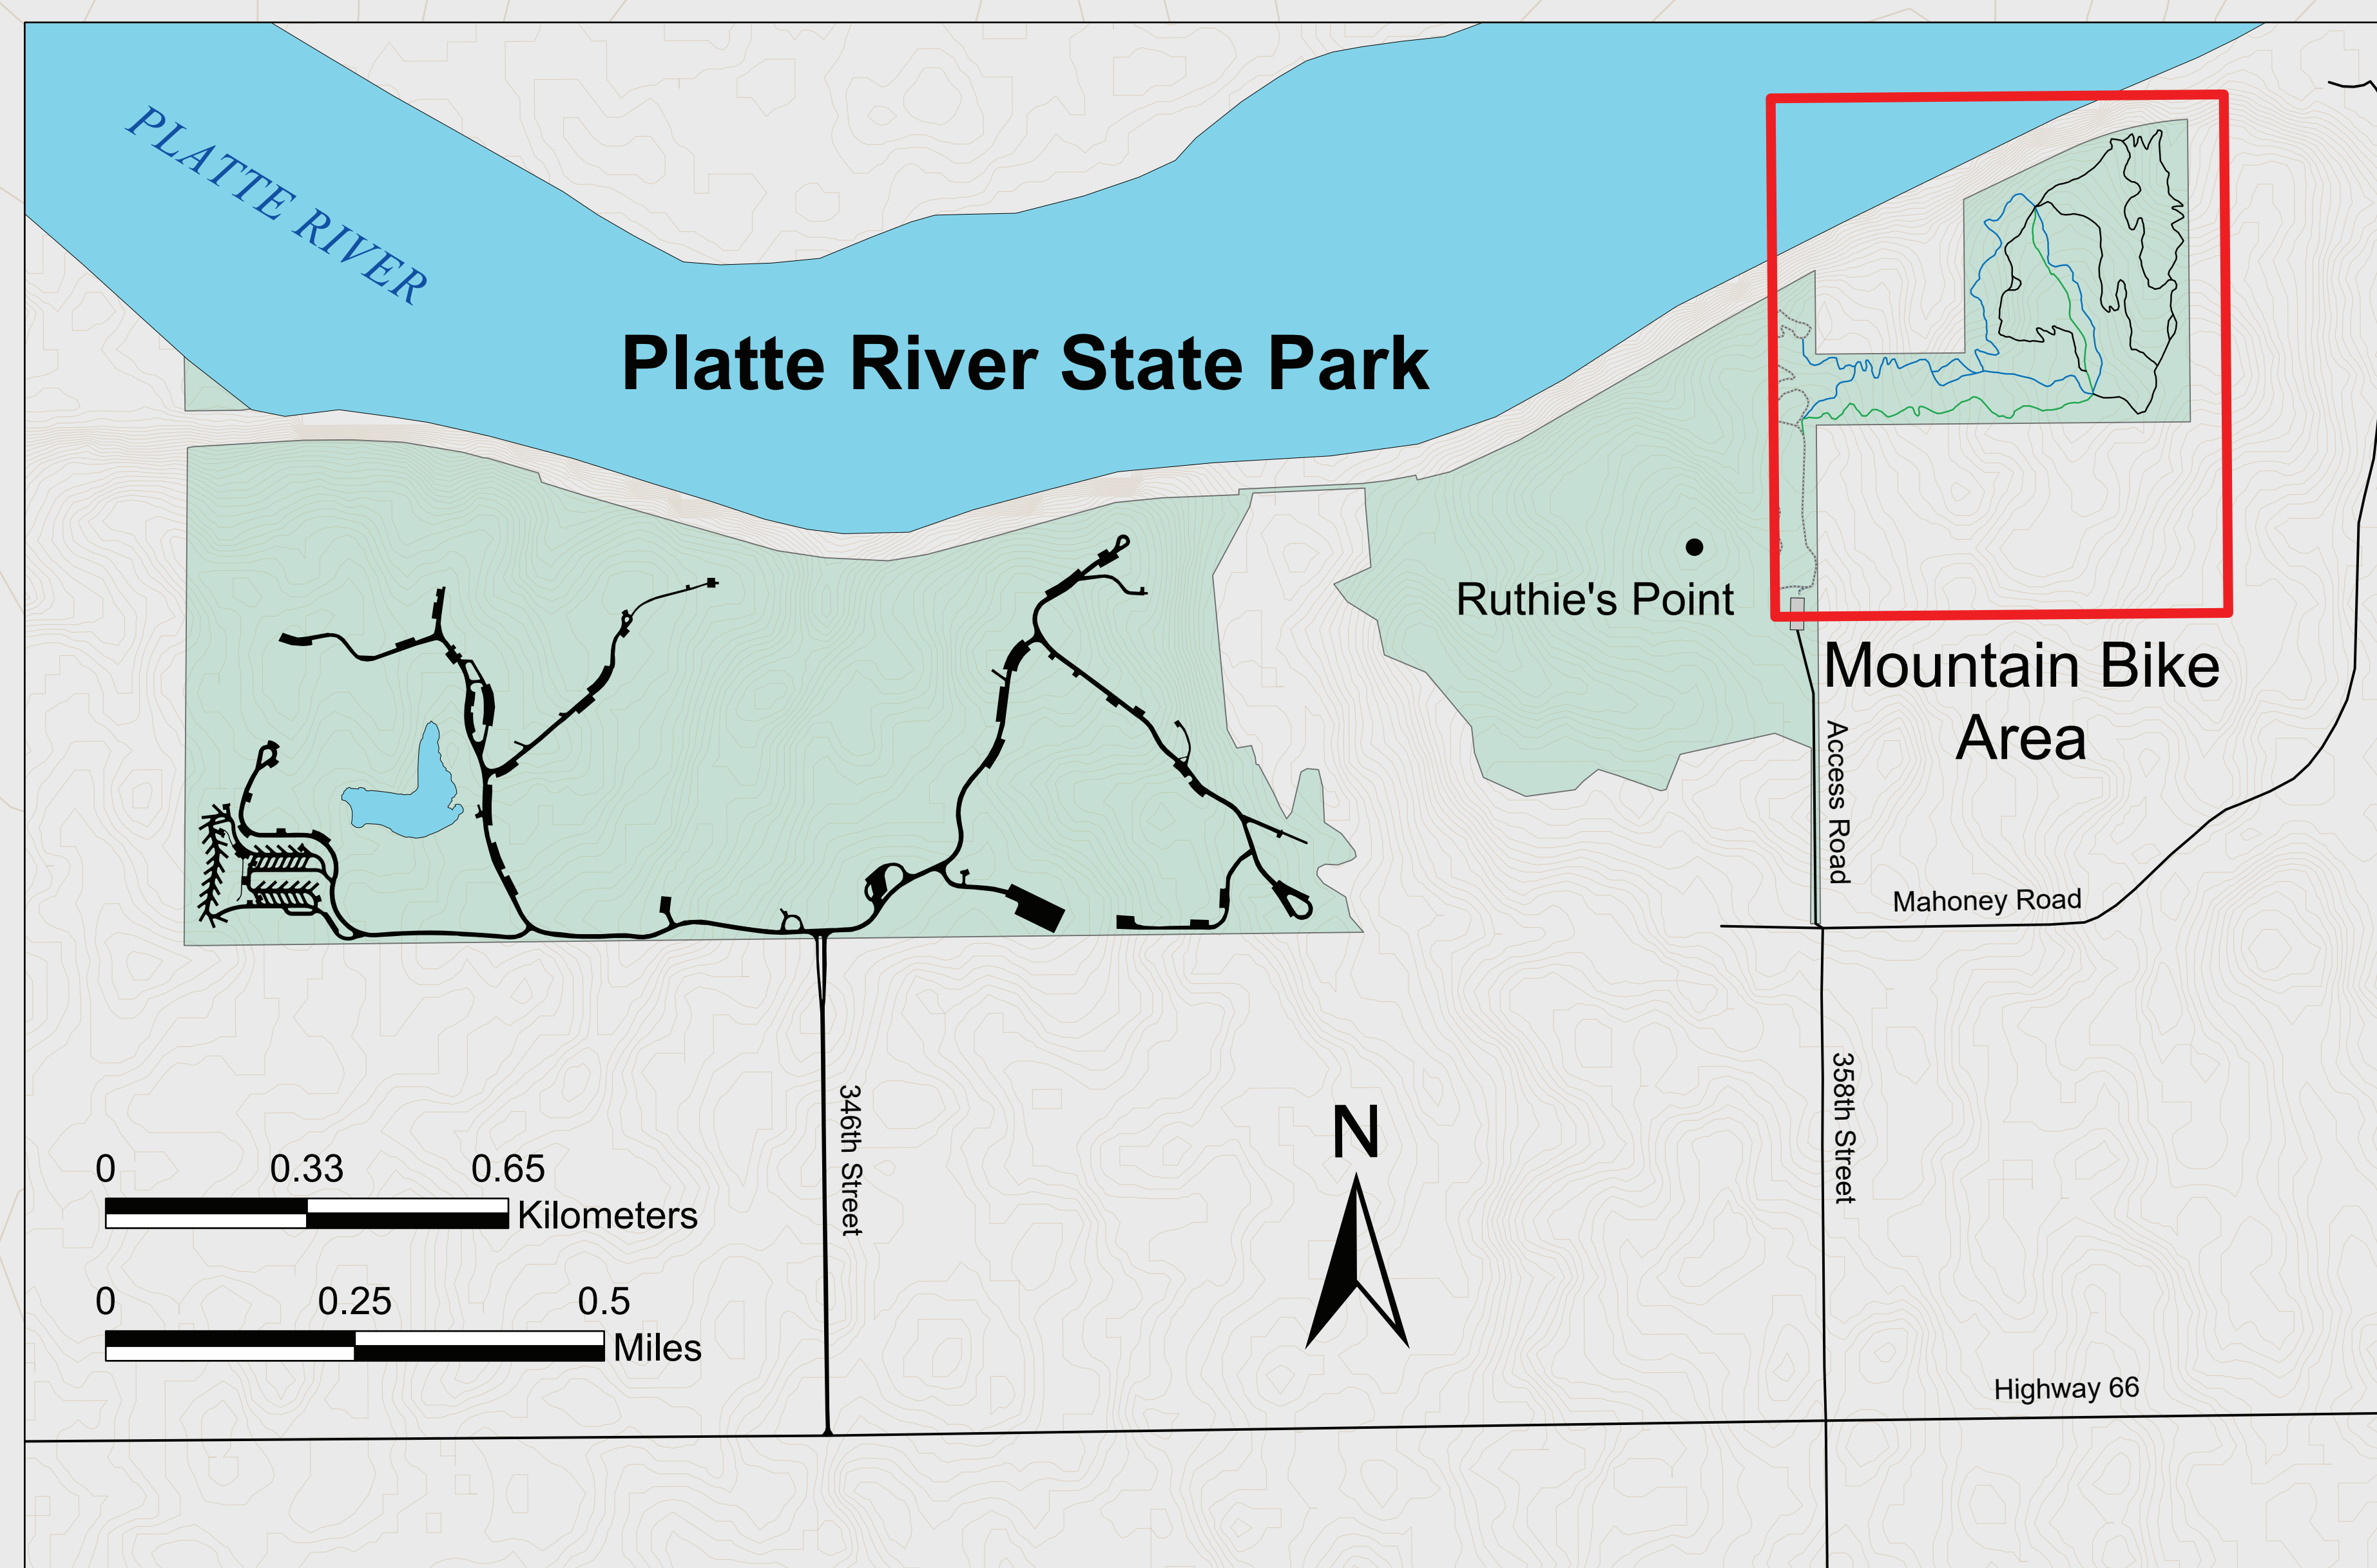 PLATTE RIVER
Platte River State Park
Ruthie's Point
Mountain Bike
Area
Access Road
Mahoney Road
346th Street
358th Street
N
0 0.33 0.65
Kilometers
0 0.25 0.5
Miles
Highway 66